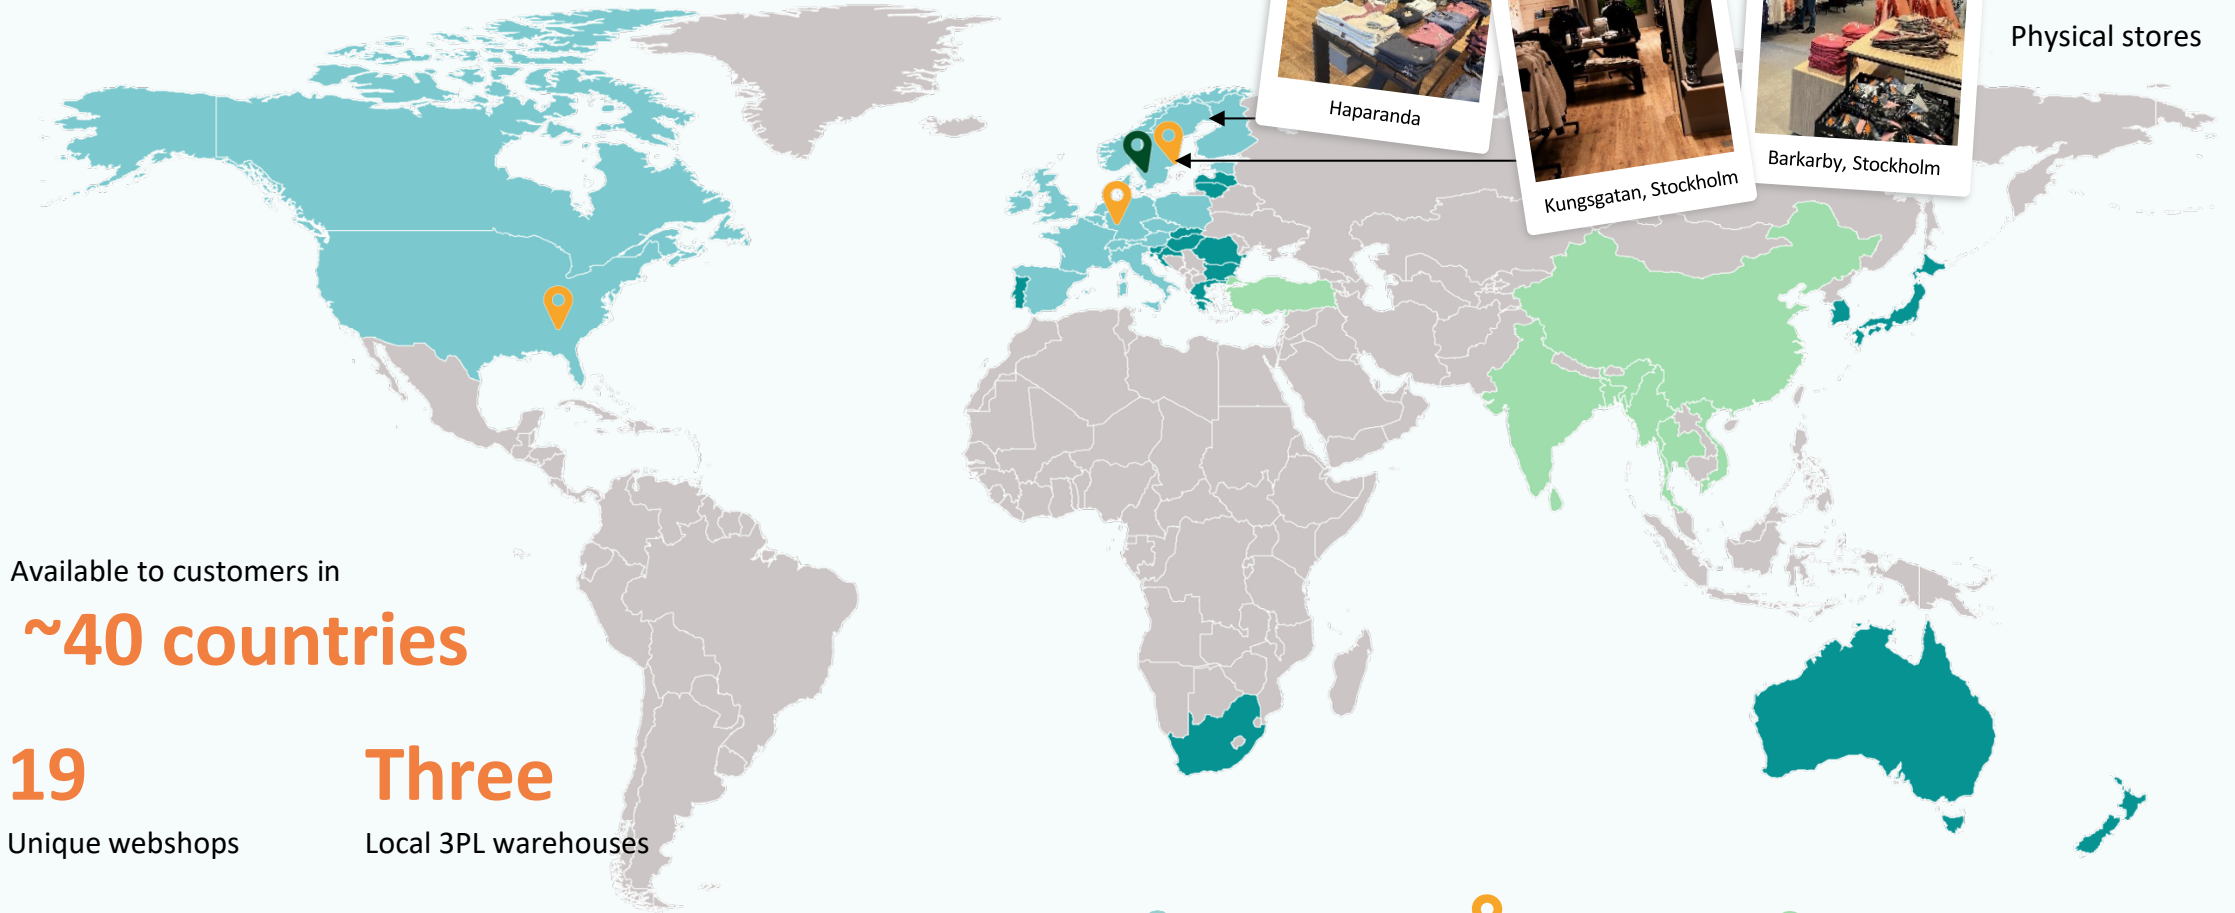 Physical stores
Haparanda
Kungsgatan, Stockholm
Barkarby, Stockholm
Available to customers in
~40 countries
19
Unique webshops
Three
Local 3PL warehouses